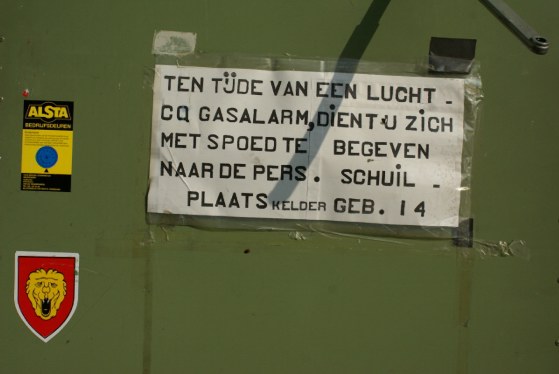 TEN TIJDE VAN EEN LUCHT -
CQ GASALARM, DIENT U ZICH
MET SPOED TE BEGEVEN
NAAR DE PERS. SCHUIL -
PLAATS KELDER GEB. 14
ALSTA
BEDRIJFSDEUREN